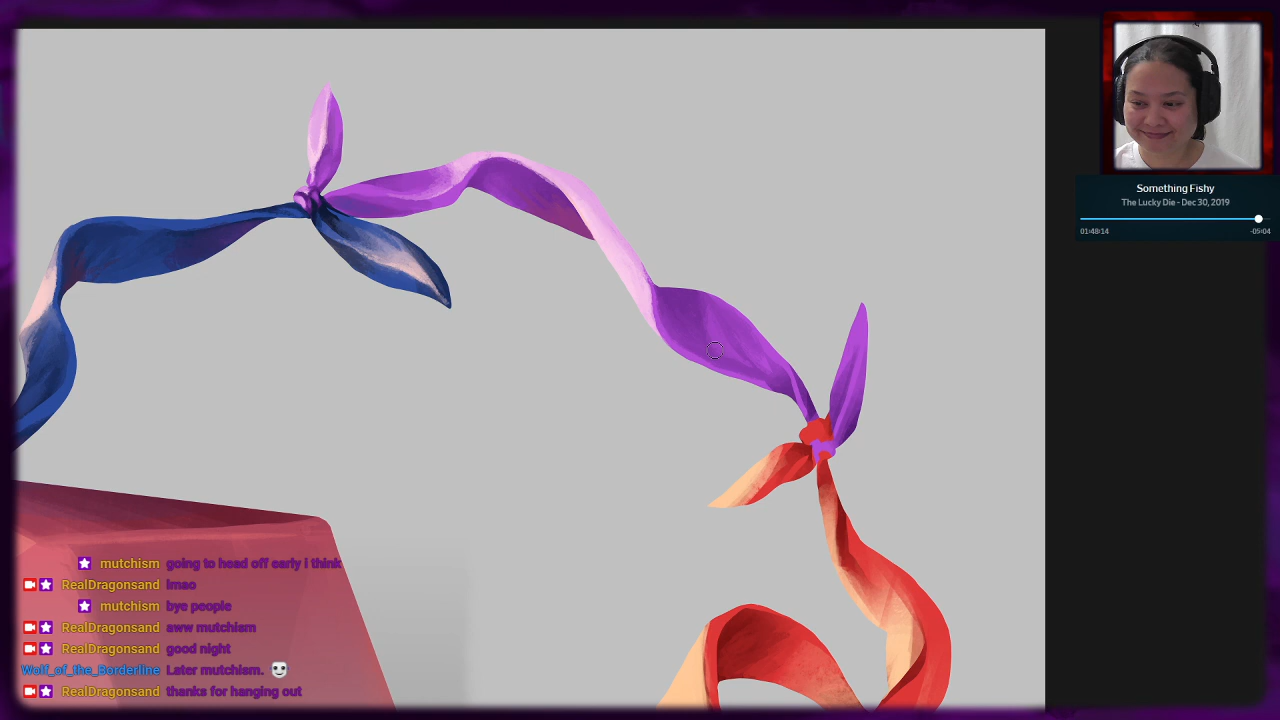 Something Fishy
The Lucky Die - Dec 30, 2019
01:48:14 -05:04
mutchism going to head off early i think
RealDragonsand lmao
mutchism bye people
RealDragonsand aww mutchism
RealDragonsand good night
Wolf_of_the_Borderline Later mutchism.
RealDragonsand thanks for hanging out